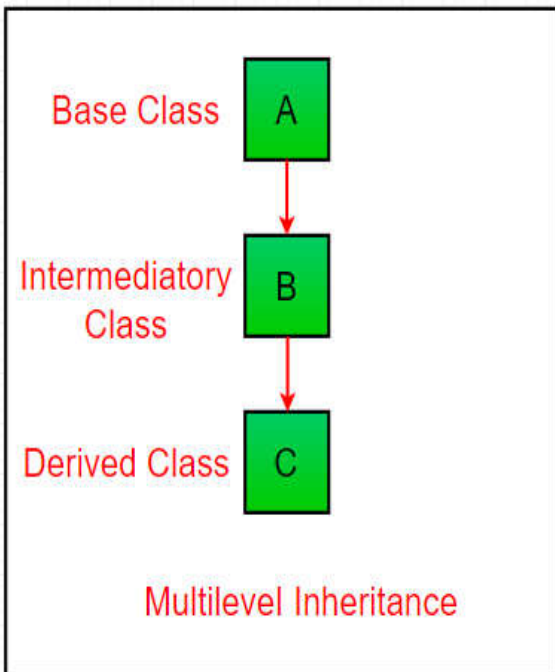 Base Class
A
Intermediatory
Class
B
Derived Class
C
Multilevel Inheritance